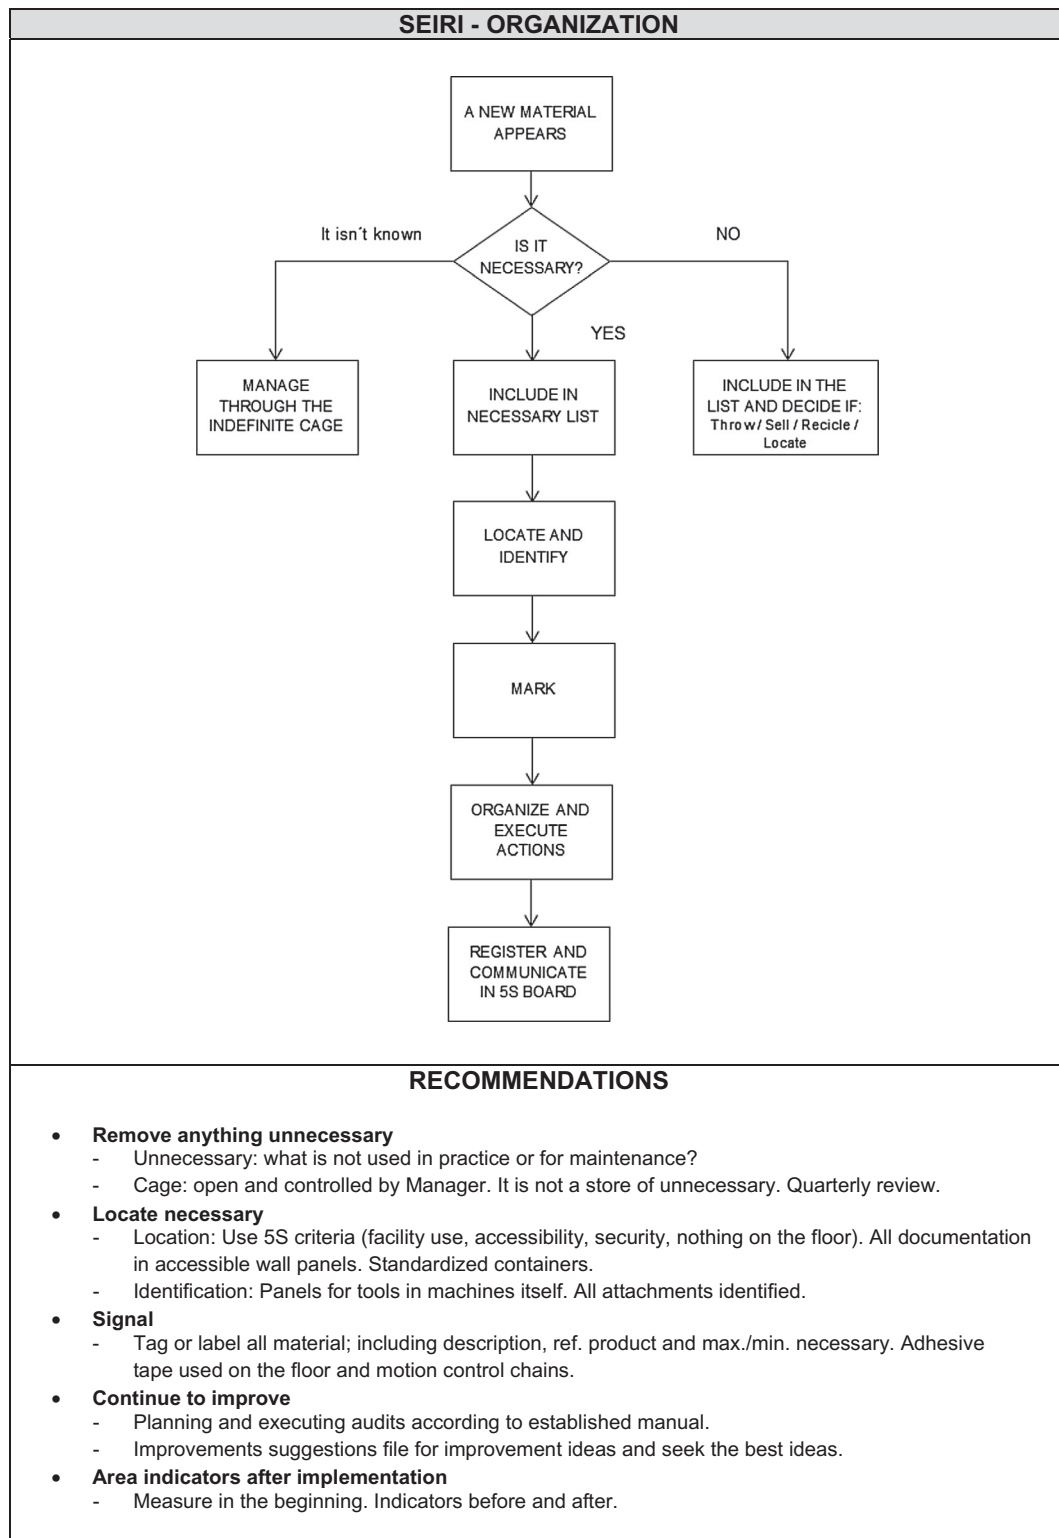 SEIRI - ORGANIZATION
A NEW MATERIAL
APPEARS
It isn´t known
IS IT
NECESSARY?
NO
YES
MANAGE
THROUGH THE
INDEFINITE CAGE
INCLUDE IN
NECESSARY LIST
INCLUDE IN THE
LIST AND DECIDE IF:
Throw / Sell / Recicle /
Locate
LOCATE AND
IDENTIFY
MARK
ORGANIZE AND
EXECUTE
ACTIONS
REGISTER AND
COMMUNICATE
IN 5S BOARD
RECOMMENDATIONS
• Remove anything unnecessary
- Unnecessary: what is not used in practice or for maintenance?
- Cage: open and controlled by Manager. It is not a store of unnecessary. Quarterly review.
• Locate necessary
- Location: Use 5S criteria (facility use, accessibility, security, nothing on the floor). All documentation
in accessible wall panels. Standardized containers.
- Identification: Panels for tools in machines itself. All attachments identified.
• Signal
- Tag or label all material; including description, ref. product and max./min. necessary. Adhesive
tape used on the floor and motion control chains.
• Continue to improve
- Planning and executing audits according to established manual.
- Improvements suggestions file for improvement ideas and seek the best ideas.
• Area indicators after implementation
- Measure in the beginning. Indicators before and after.